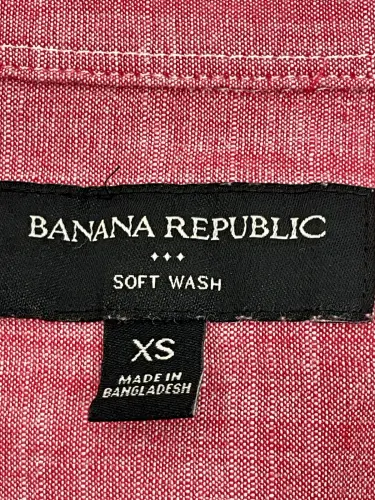 BANANA REPUBLIC
SOFT WASH
XS
MADE IN
BANGLADESH